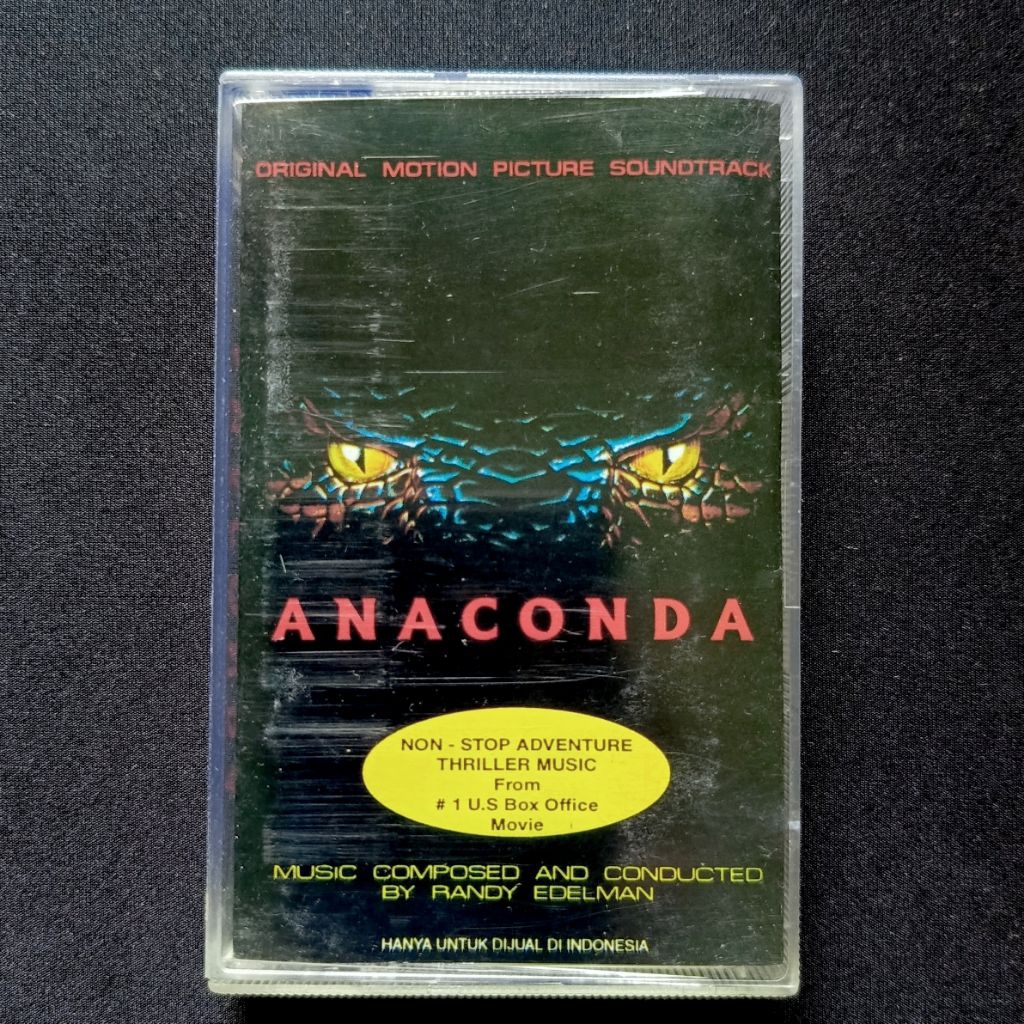 ORIGINAL MOTION PICTURE SOUNDTRACK
ANACONDA
NON - STOP ADVENTURE
THRILLER MUSIC
From
# 1 U.S Box Office
Movie
MUSIC COMPOSED AND CONDUCTED
BY RANDY EDELMAN
HANYA UNTUK DIJUAL DI INDONESIA